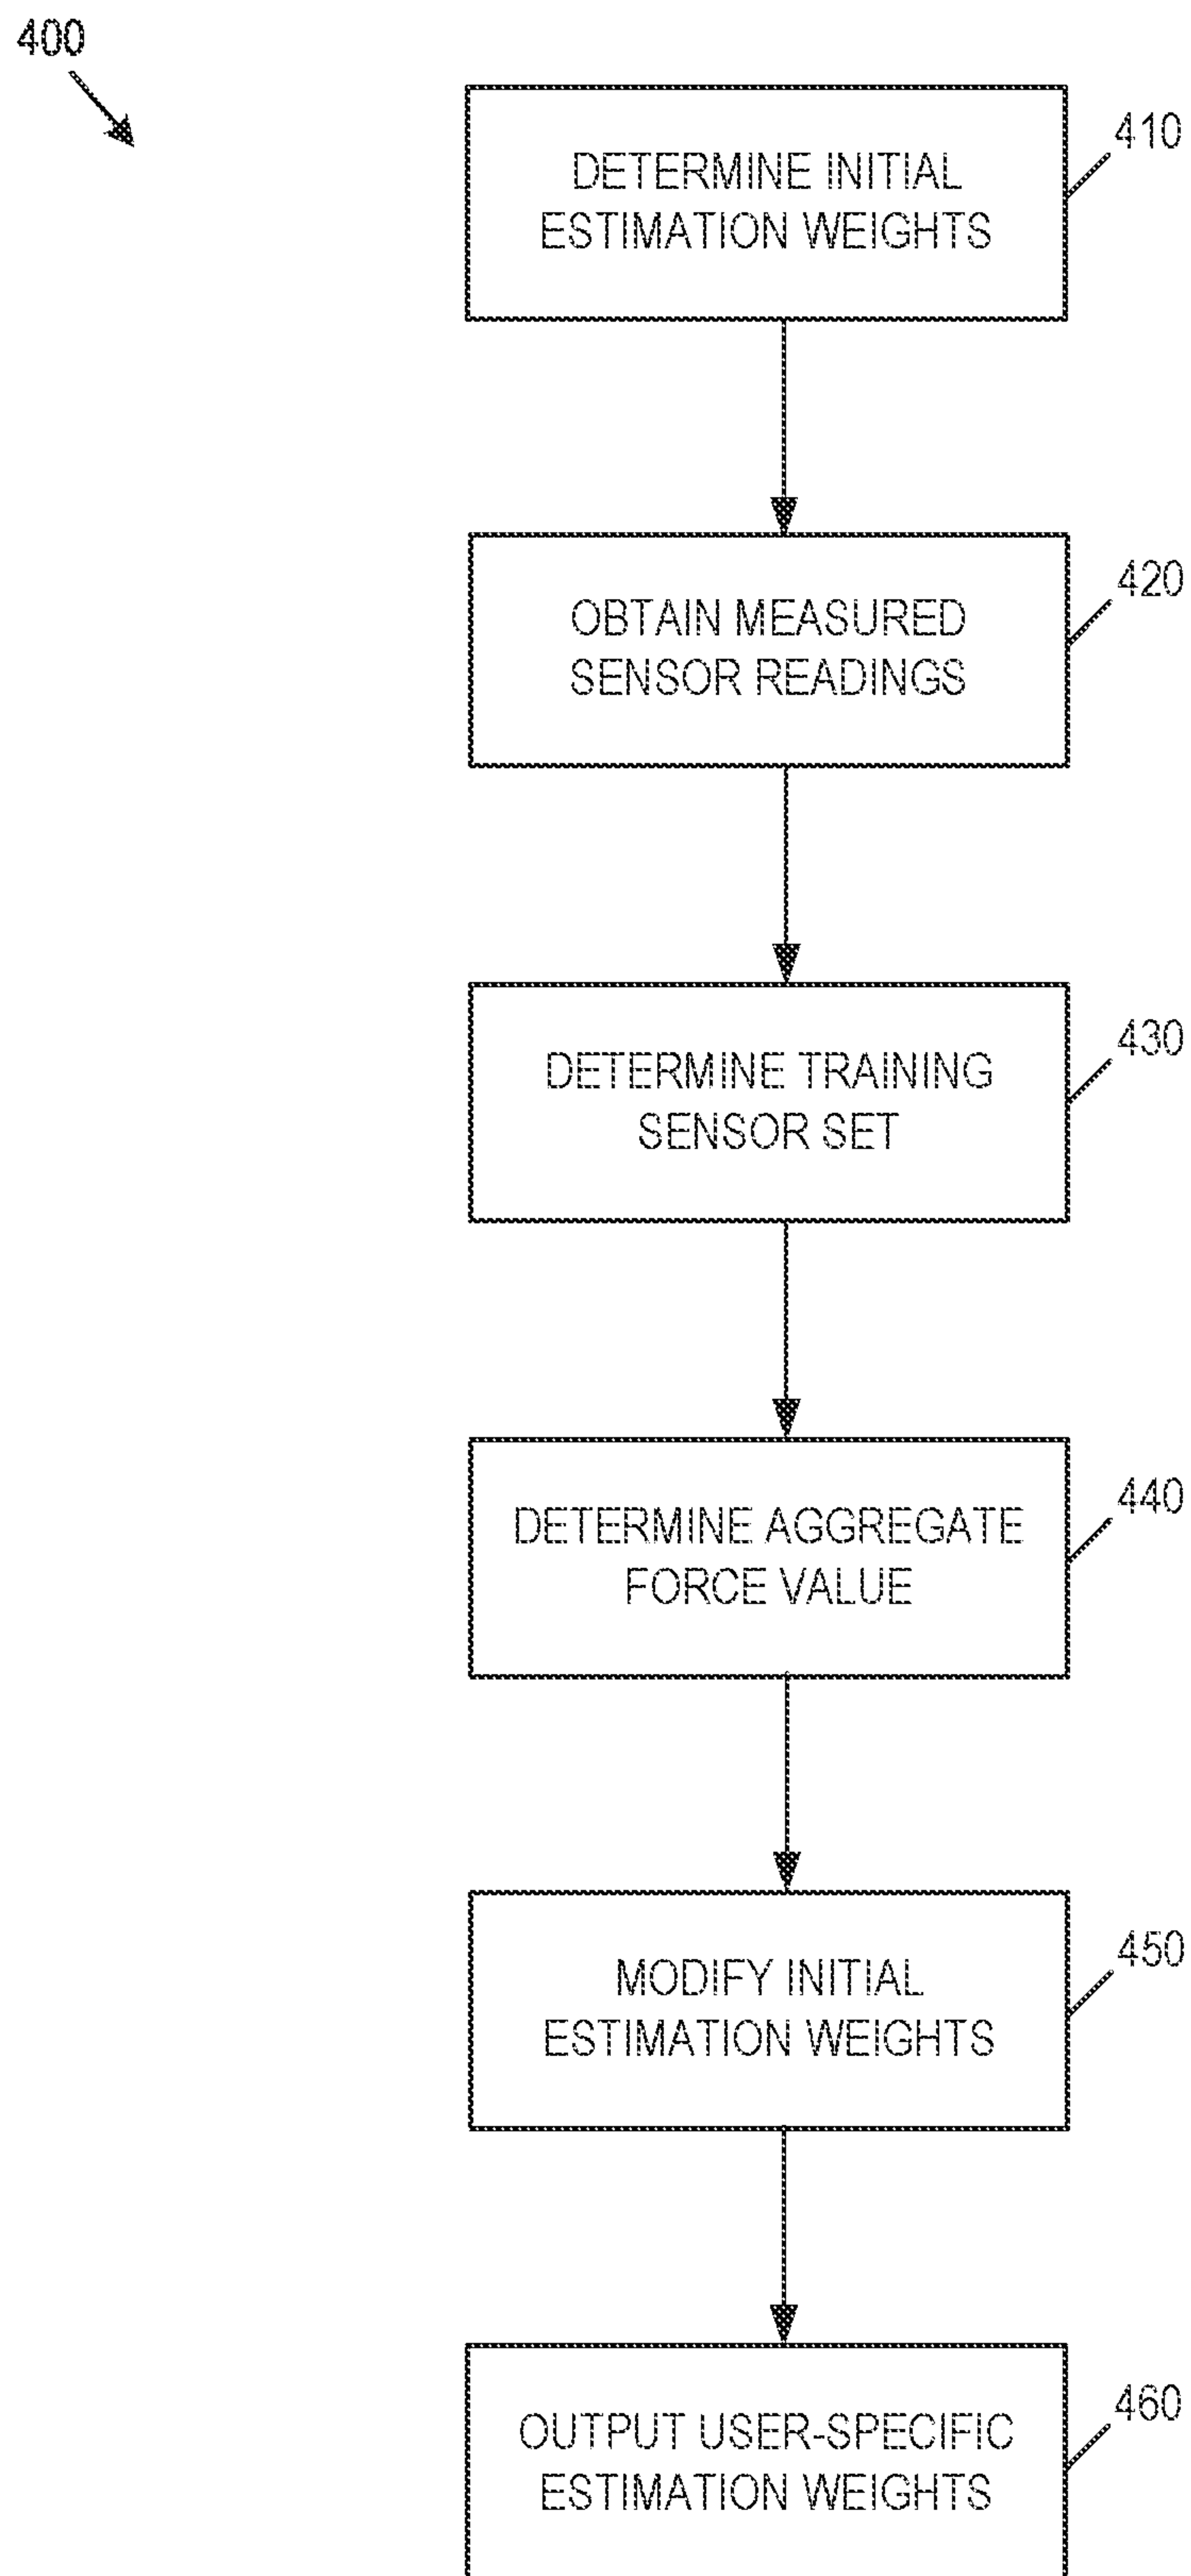 400
DETERMINE INITIAL
ESTIMATION WEIGHTS
410
OBTAIN MEASURED
SENSOR READINGS
420
DETERMINE TRAINING
SENSOR SET
430
DETERMINE AGGREGATE
FORCE VALUE
440
MODIFY INITIAL
ESTIMATION WEIGHTS
450
OUTPUT USER-SPECIFIC
ESTIMATION WEIGHTS
460